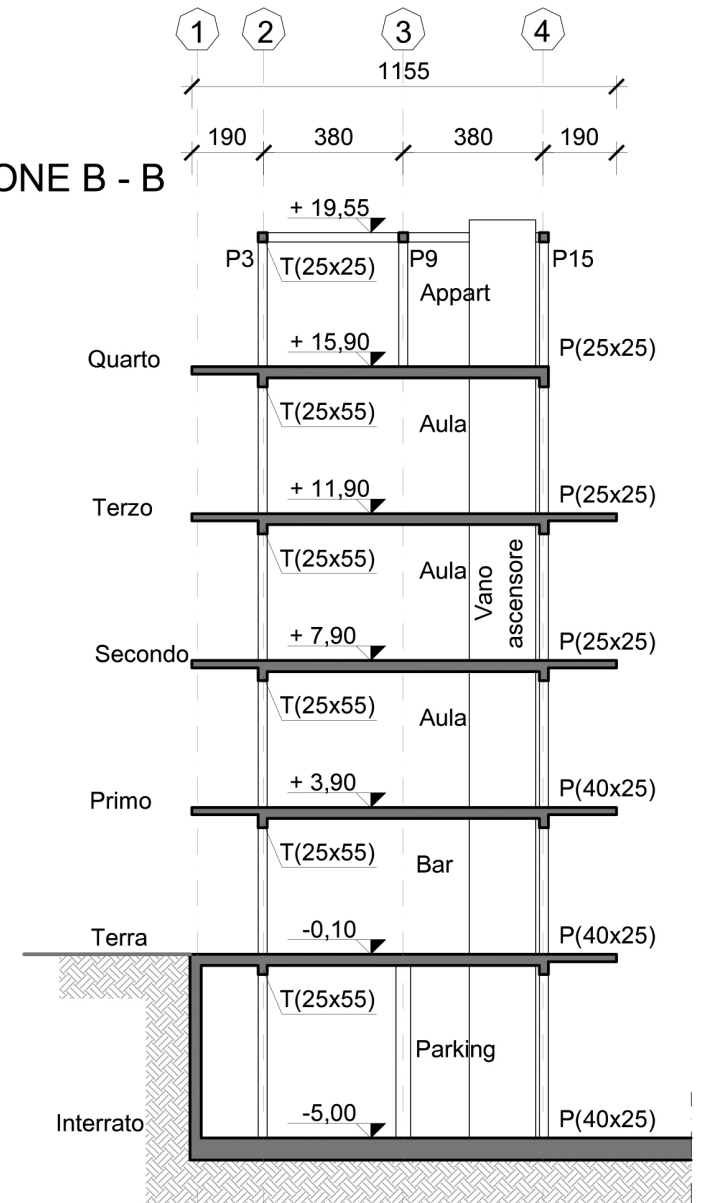 1 2 3 4
1155
190 380 380 190
ONE B - B
+ 19,55
P3 P9 P15
T(25x25)
Appart
+ 15,90
P(25x25)
Quarto
T(25x55)
Aula
+ 11,90
P(25x25)
Terzo
T(25x55)
Aula
Vano
ascensore
+ 7,90
P(25x25)
Secondo
T(25x55)
Aula
+ 3,90
P(40x25)
Primo
T(25x55)
Bar
-0,10
P(40x25)
Terra
T(25x55)
Parking
-5,00
P(40x25)
Interrato